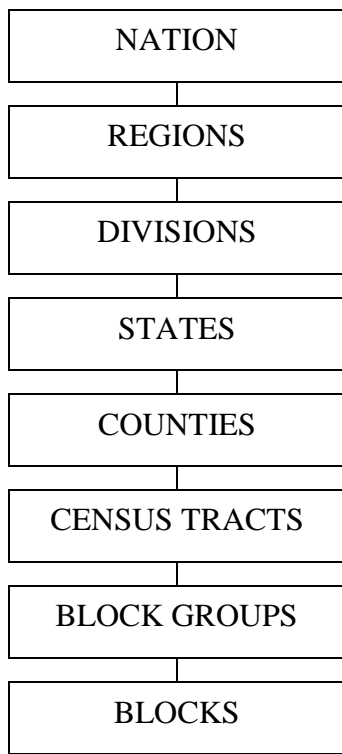 NATION
REGIONS
DIVISIONS
STATES
COUNTIES
CENSUS TRACTS
BLOCK GROUPS
BLOCKS